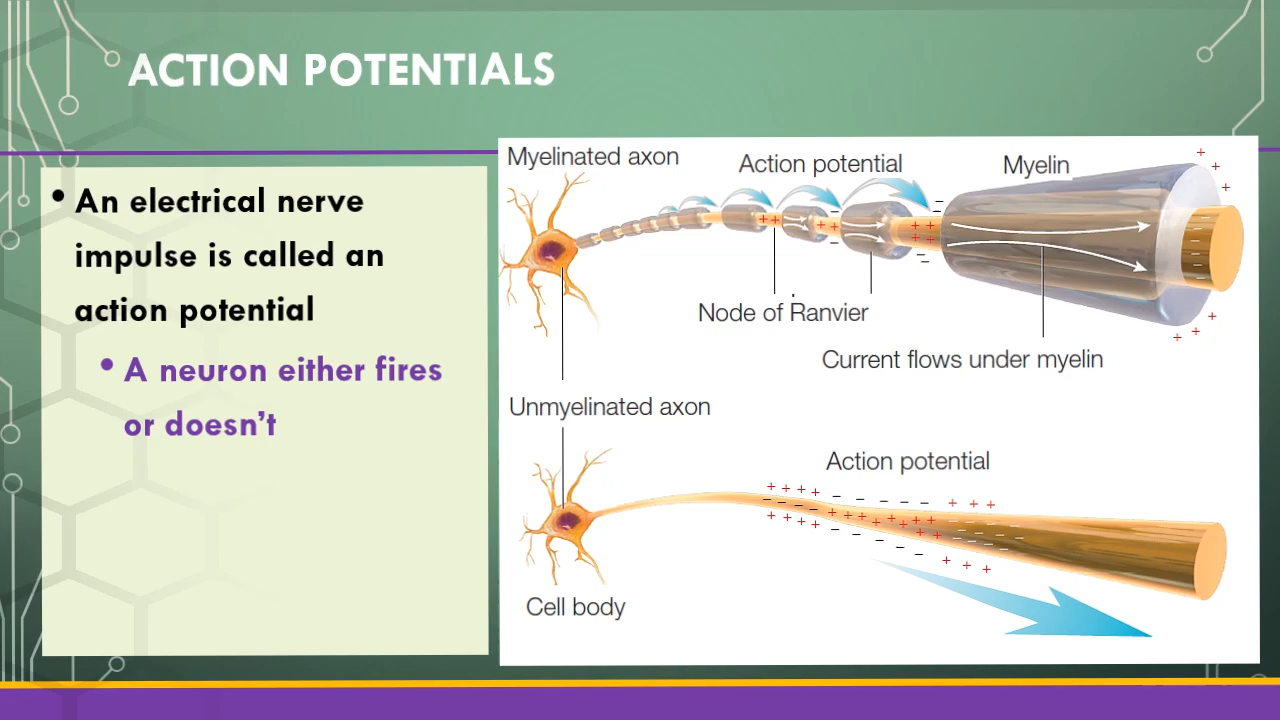 ACTION POTENTIALS
• An electrical nerve
impulse is called an
action potential
• A neuron either fires
or doesn’t
Myelinated axon
Action potential
Myelin
Node of Ranvier
Current flows under myelin
Unmyelinated axon
Action potential
Cell body